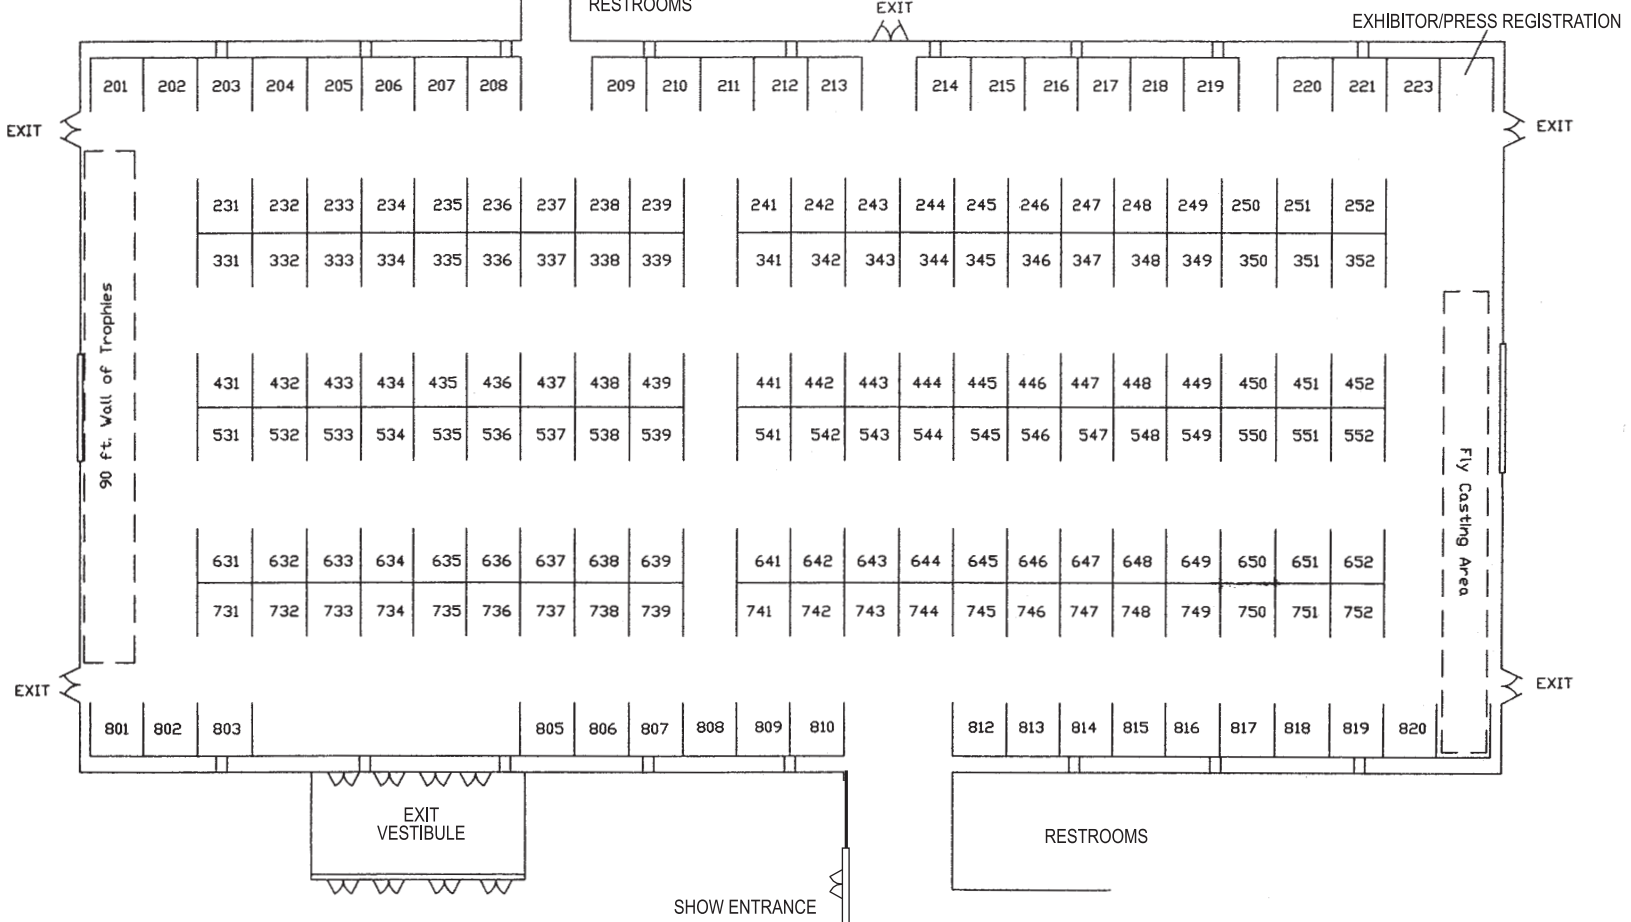 RESTROOMS
EXIT
EXHIBITOR/PRESS REGISTRATION
201 202 203 204 205 206 207 208 209 210 211 212 213 214 215 216 217 218 219 220 221 223
EXIT
EXIT
231 232 233 234 235 236 237 238 239 241 242 243 244 245 246 247 248 249 250 251 252
331 332 333 334 335 336 337 338 339 341 342 343 344 345 346 347 348 349 350 351 352
90 ft. Wall of Trophies
431 432 433 434 435 436 437 438 439 441 442 443 444 445 446 447 448 449 450 451 452
531 532 533 534 535 536 537 538 539 541 542 543 544 545 546 547 548 549 550 551 552
Fly Casting Area
631 632 633 634 635 636 637 638 639 641 642 643 644 645 646 647 648 649 650 651 652
731 732 733 734 735 736 737 738 739 741 742 743 744 745 746 747 748 749 750 751 752
EXIT
EXIT
801 802 803 805 806 807 808 809 810 812 813 814 815 816 817 818 819 820
EXIT
VESTIBULE
RESTROOMS
SHOW ENTRANCE